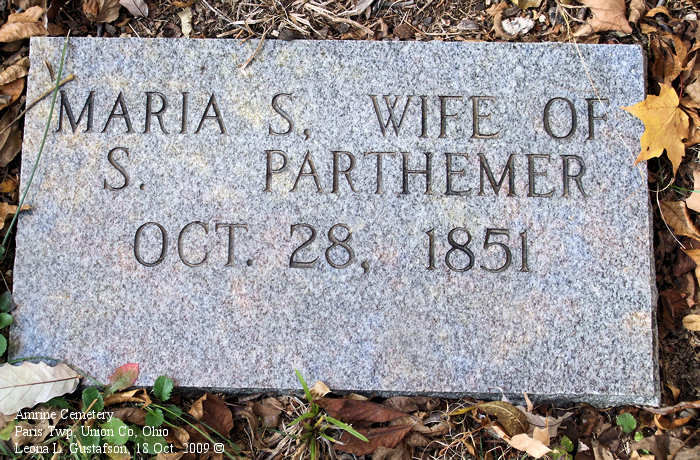 MARIA S, WIFE OF
S. PARTHEMER
OCT. 28, 1851
Amrine Cemetery
Paris Twp, Union Co, Ohio
Leona L. Gustafson, 18 Oct. 2009 ©